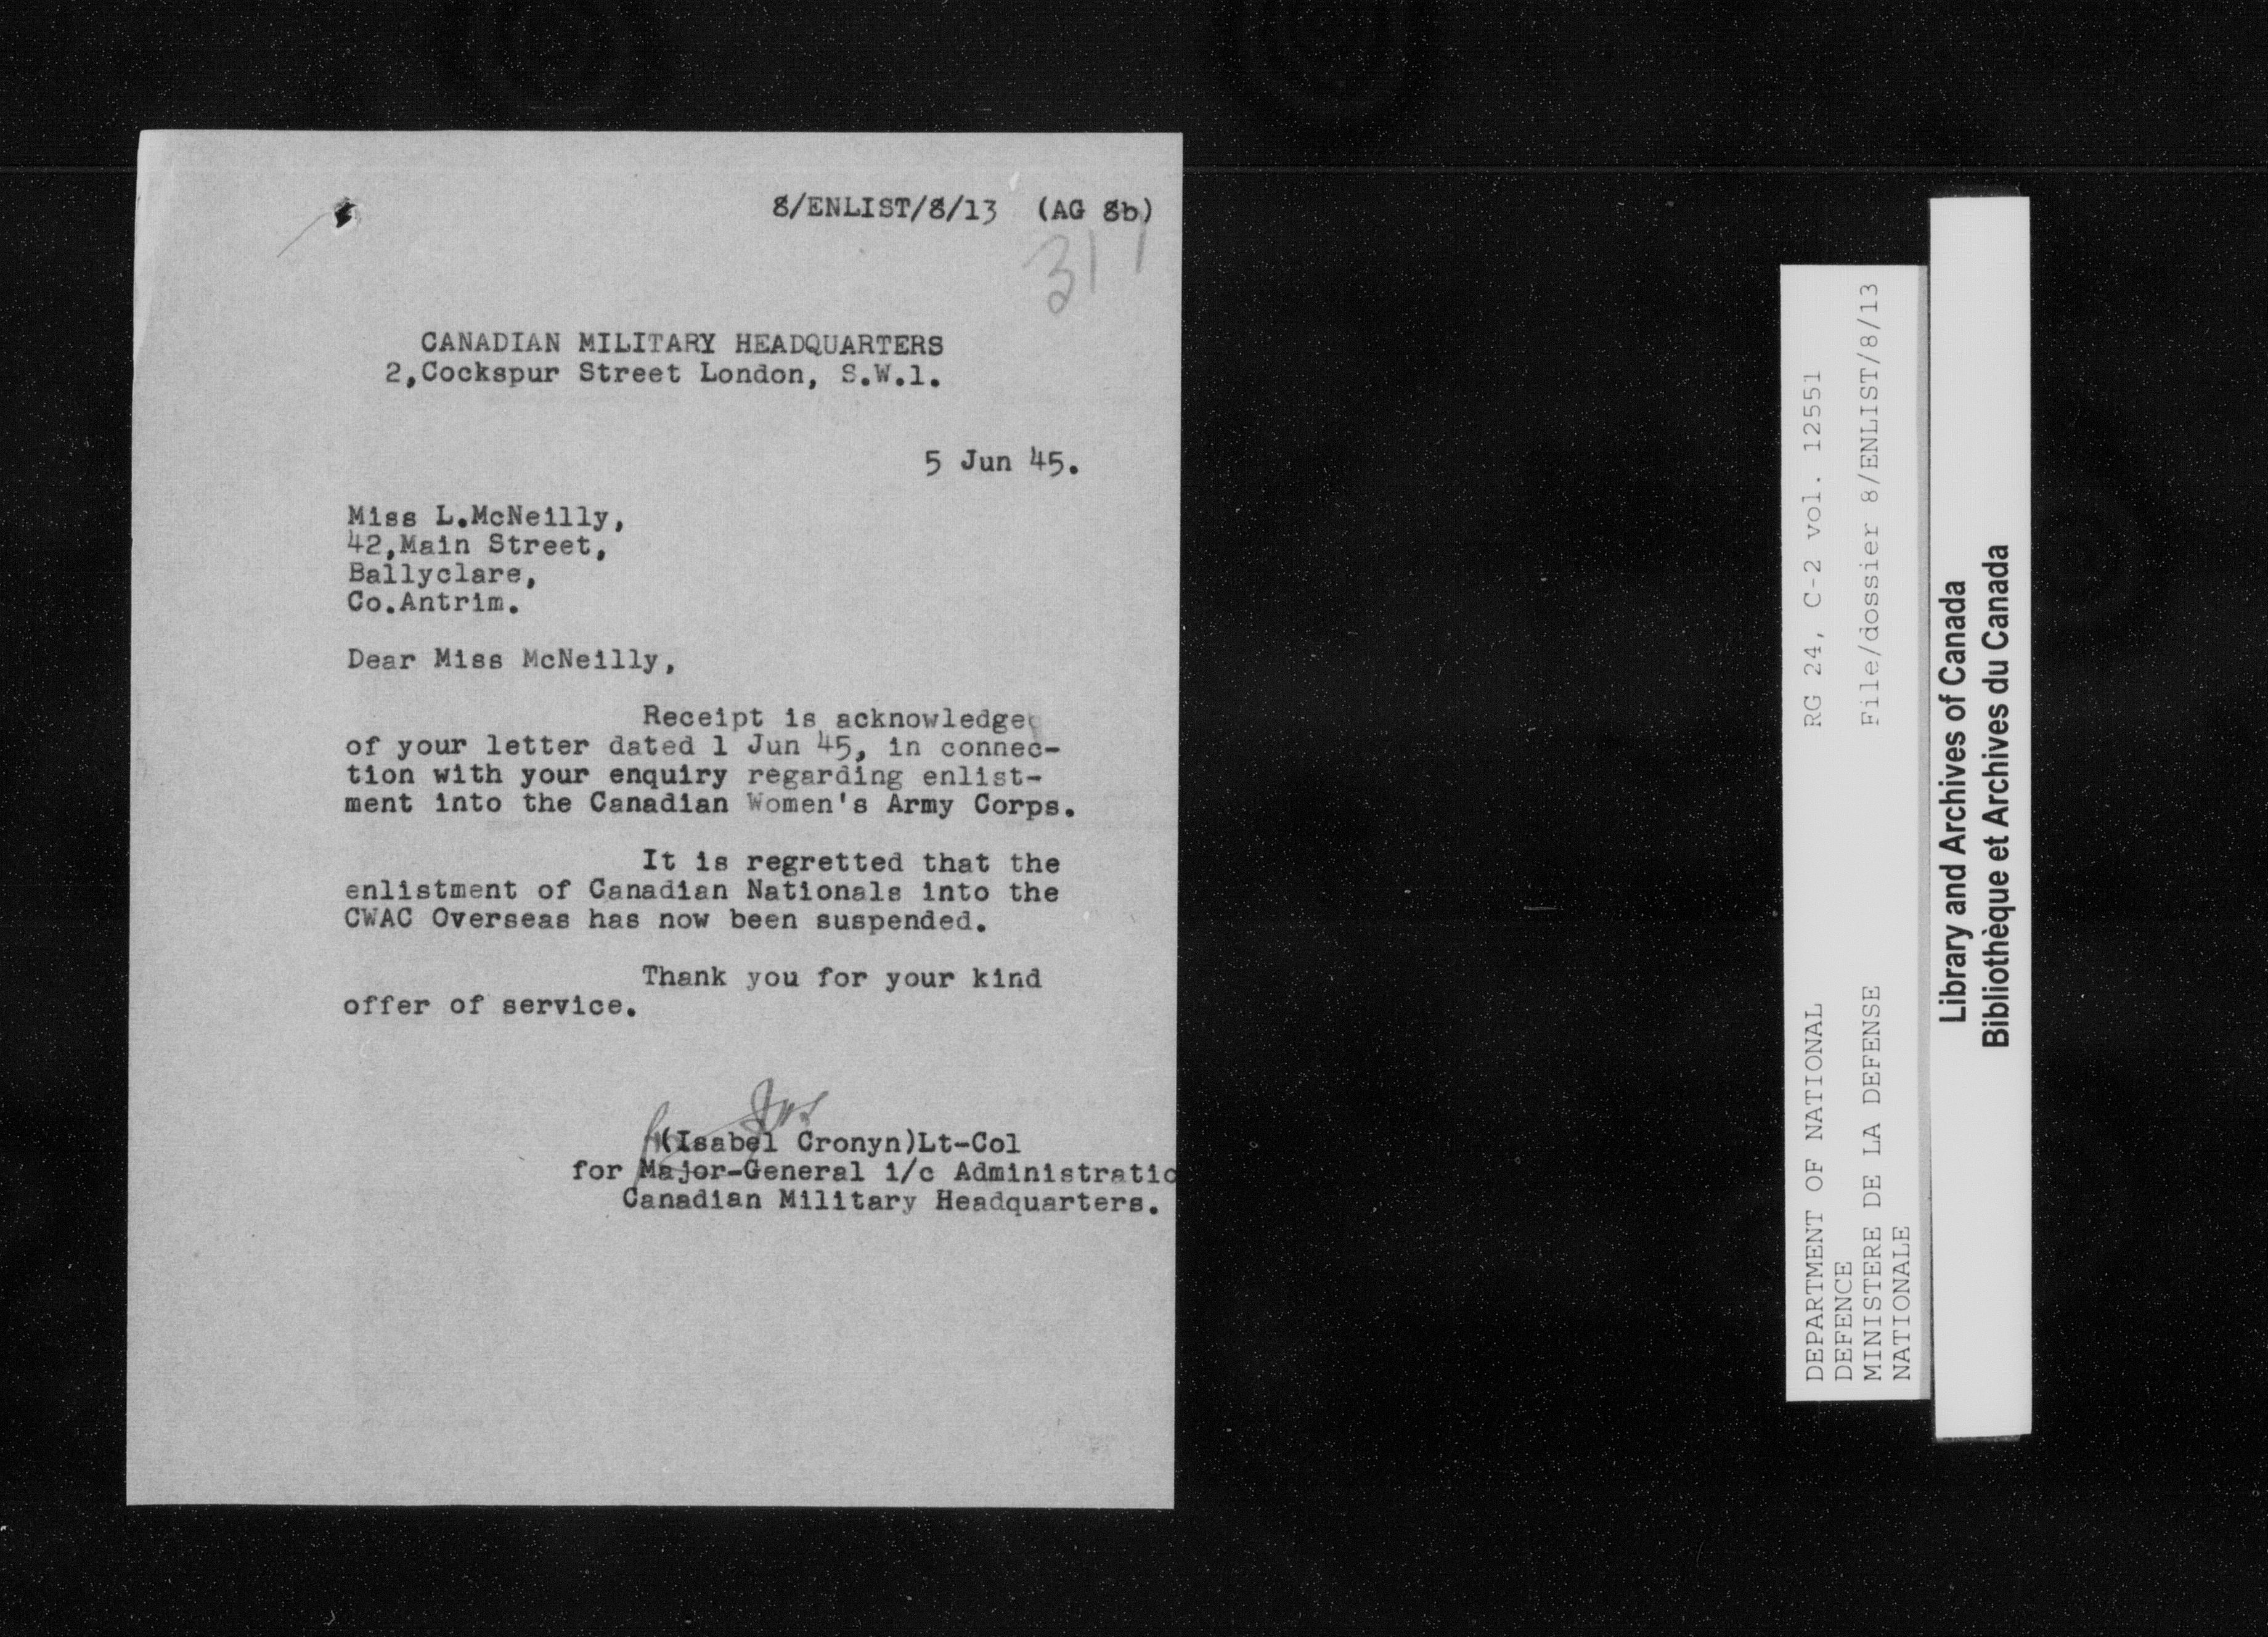 8/ENLIST/8/13 (AG 8b)
311
CANADIAN MILITARY HEADQUARTERS
2,Cockspur Street London, S.W.1.
5 Jun 45.
Miss L.McNeilly,
42,Main Street,
Ballyclare,
Co.Antrim.
Dear Miss McNeilly,
Receipt is acknowledge
of your letter dated 1 Jun 45, in connec-
tion with your enquiry regarding enlist-
ment into the Canadian Women's Army Corps.
It is regretted that the
enlistment of Canadian Nationals into the
CWAC Overseas has now been suspended.
Thank you for your kind
offer of service.
(Isabel Cronyn)Lt-Col
for Major-General i/c Administratio
Canadian Military Headquarters.
DEPARTMENT OF NATIONAL
DEFENCE
MINISTERE DE LA DEFENSE
NATIONALE
RG 24, C-2 vol. 12551
File/dossier 8/ENLIST/8/13
Library and Archives of Canada
Bibliothèque et Archives du Canada